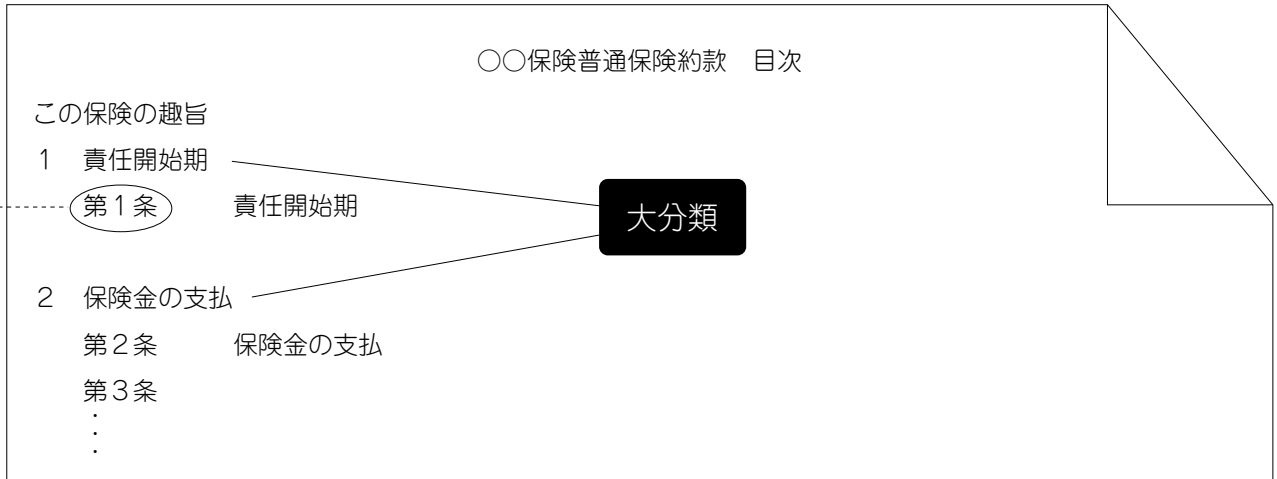 ○○保険普通保険約款　目次
この保険の趣旨
１　責任開始期
第１条　　　責任開始期
大分類
２　保険金の支払
第２条　　　保険金の支払
第３条